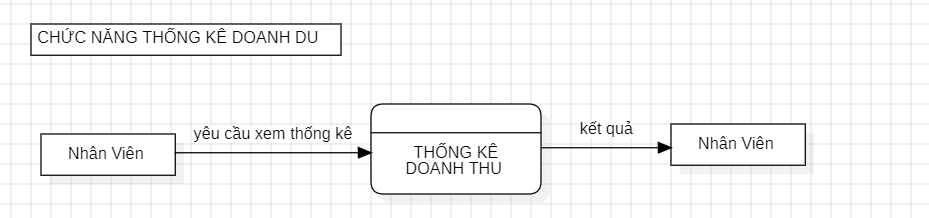 CHỨC NĂNG THỐNG KÊ DOANH DU
yêu cầu xem thống kê
kết quả
Nhân Viên
THỐNG KÊ
DOANH THU
Nhân Viên